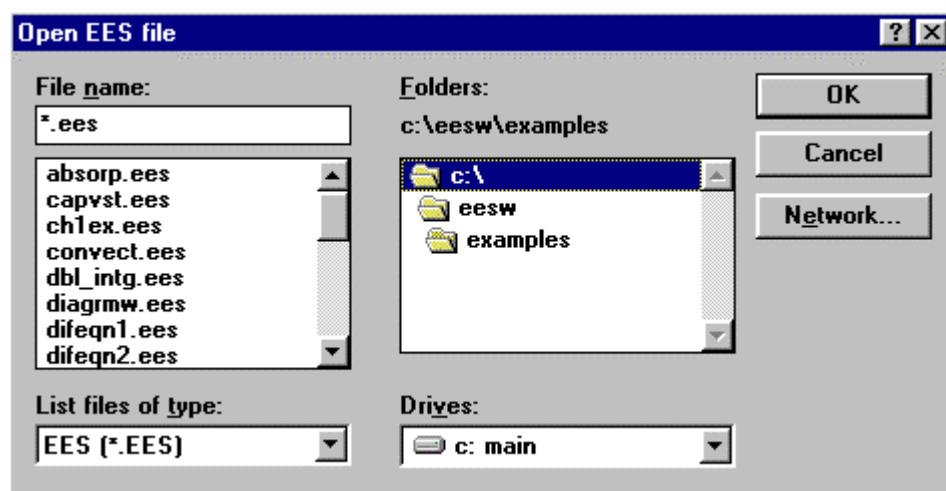 Open EES file
File name:
*.ees
absorp.ees
capvst.ees
ch1ex.ees
convect.ees
dbl_intg.ees
diagrmw.ees
difeqn1.ees
difeqn2.ees
List files of type:
EES (*.EES)
Folders:
c:\eesw\examples
c:\
eesw
examples
Drives:
c: main
OK
Cancel
Network...